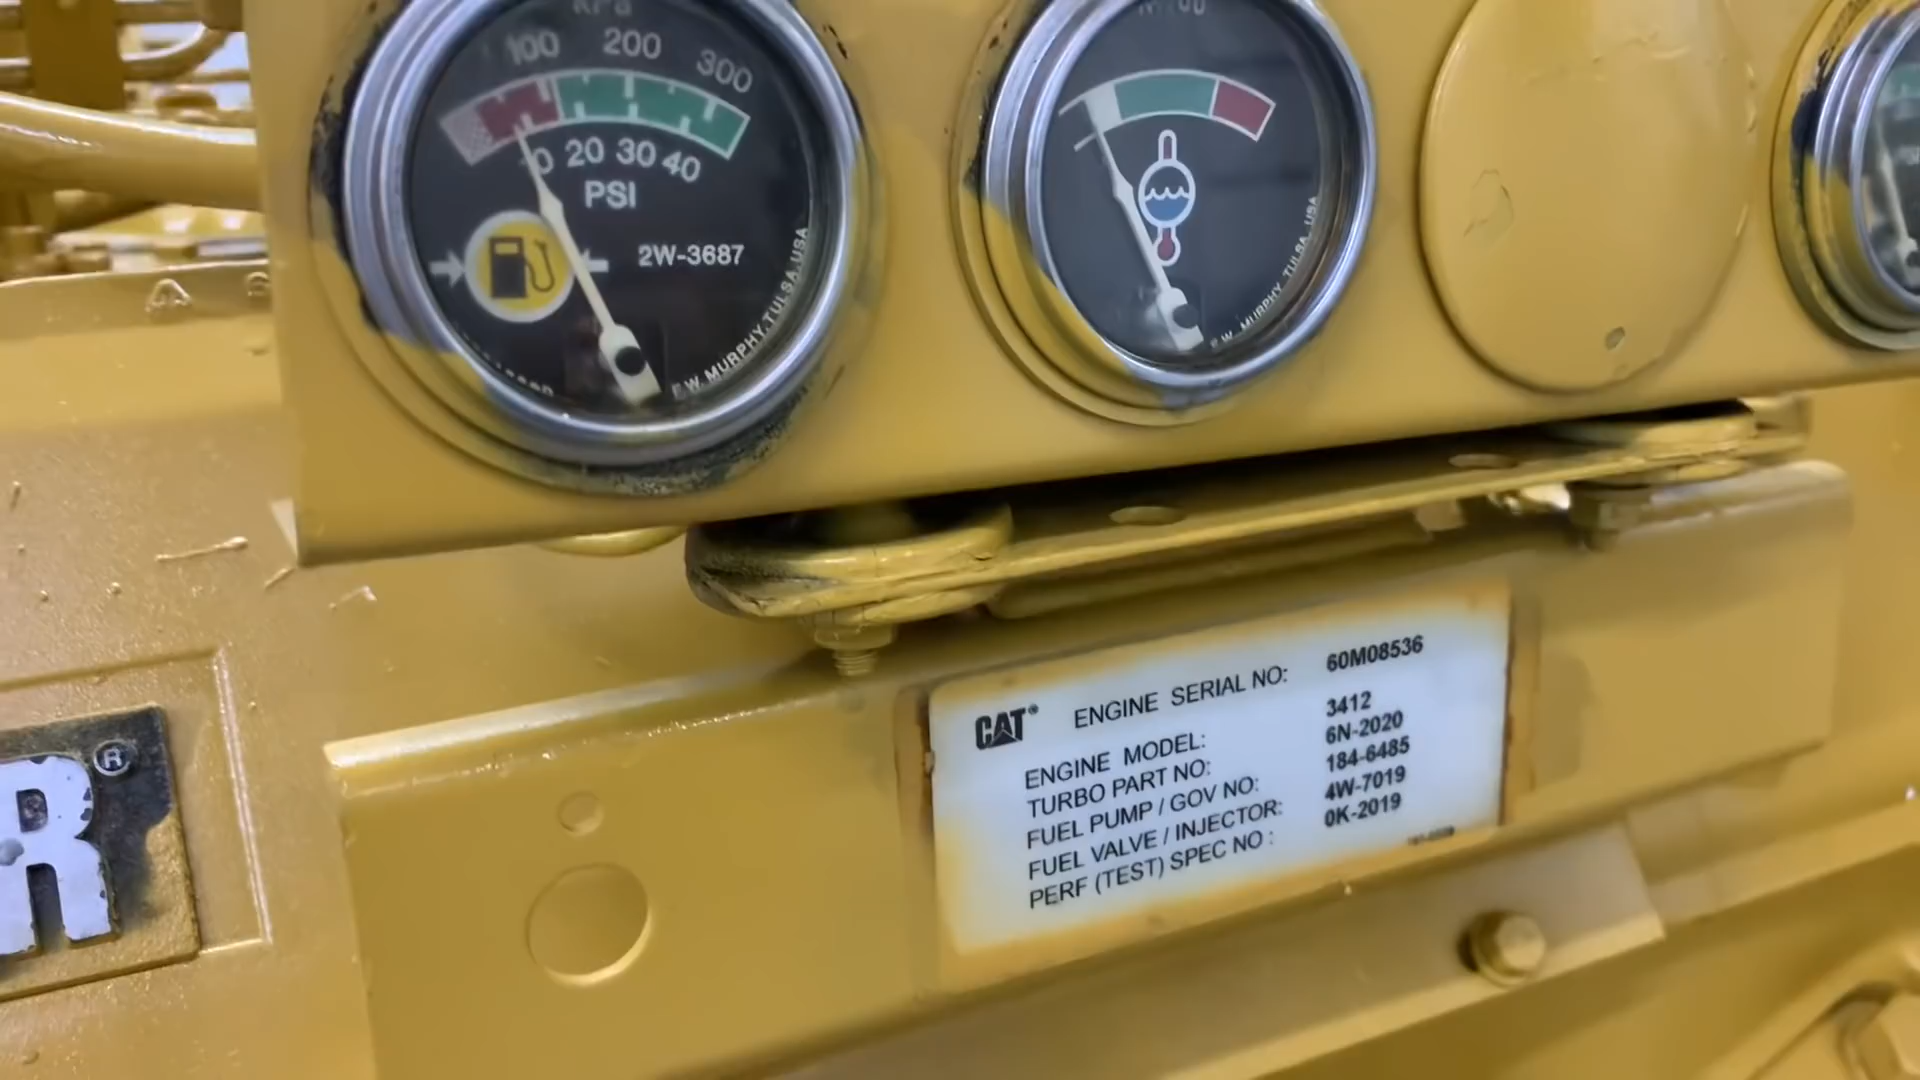 KPa
100 200 300
20 30 40
PSI
2W-3687
F.W. MURPHY, TULSA, USA
F.W. MURPHY, TULSA, USA
PSI
R®
CAT®
ENGINE SERIAL NO: 60M08536
ENGINE MODEL: 3412
TURBO PART NO: 6N-2020
FUEL PUMP / GOV NO: 184-6485
FUEL VALVE / INJECTOR: 4W-7019
PERF (TEST) SPEC NO : 0K-2019